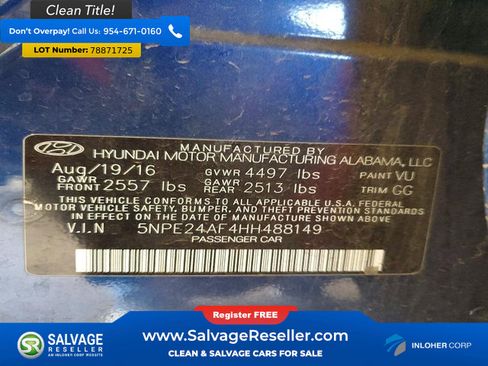 Clean Title!
Don't Overpay! Call Us: 954-671-0160
LOT Number: 78871725
MANUFACTURED BY
HYUNDAI MOTOR MANUFACTURING ALABAMA, LLC
Aug/19/16 GVWR 4497 lbs PAINT VU
GAWR FRONT 2557 lbs GAWR REAR 2513 lbs TRIM GG
THIS VEHICLE CONFORMS TO ALL APPLICABLE U.S.A. FEDERAL
MOTOR VEHICLE SAFETY, BUMPER, AND THEFT PREVENTION STANDARDS
IN EFFECT ON THE DATE OF MANUFACTURE SHOWN ABOVE.
V.I.N 5NPE24AF4HH488149
PASSENGER CAR
Register FREE!
SALVAGE
RESELLER
AN INLOHER CORP WEBSITE
www.SalvageReseller.com
CLEAN & SALVAGE CARS FOR SALE
INLOHER CORP